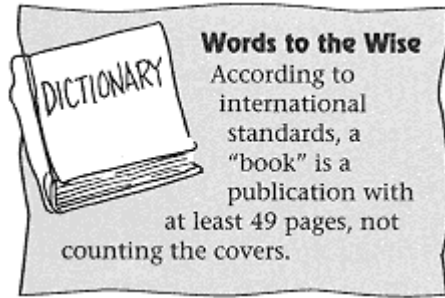 DICTIONARY
Words to the Wise
According to
international
standards, a
“book” is a
publication with
at least 49 pages, not
counting the covers.